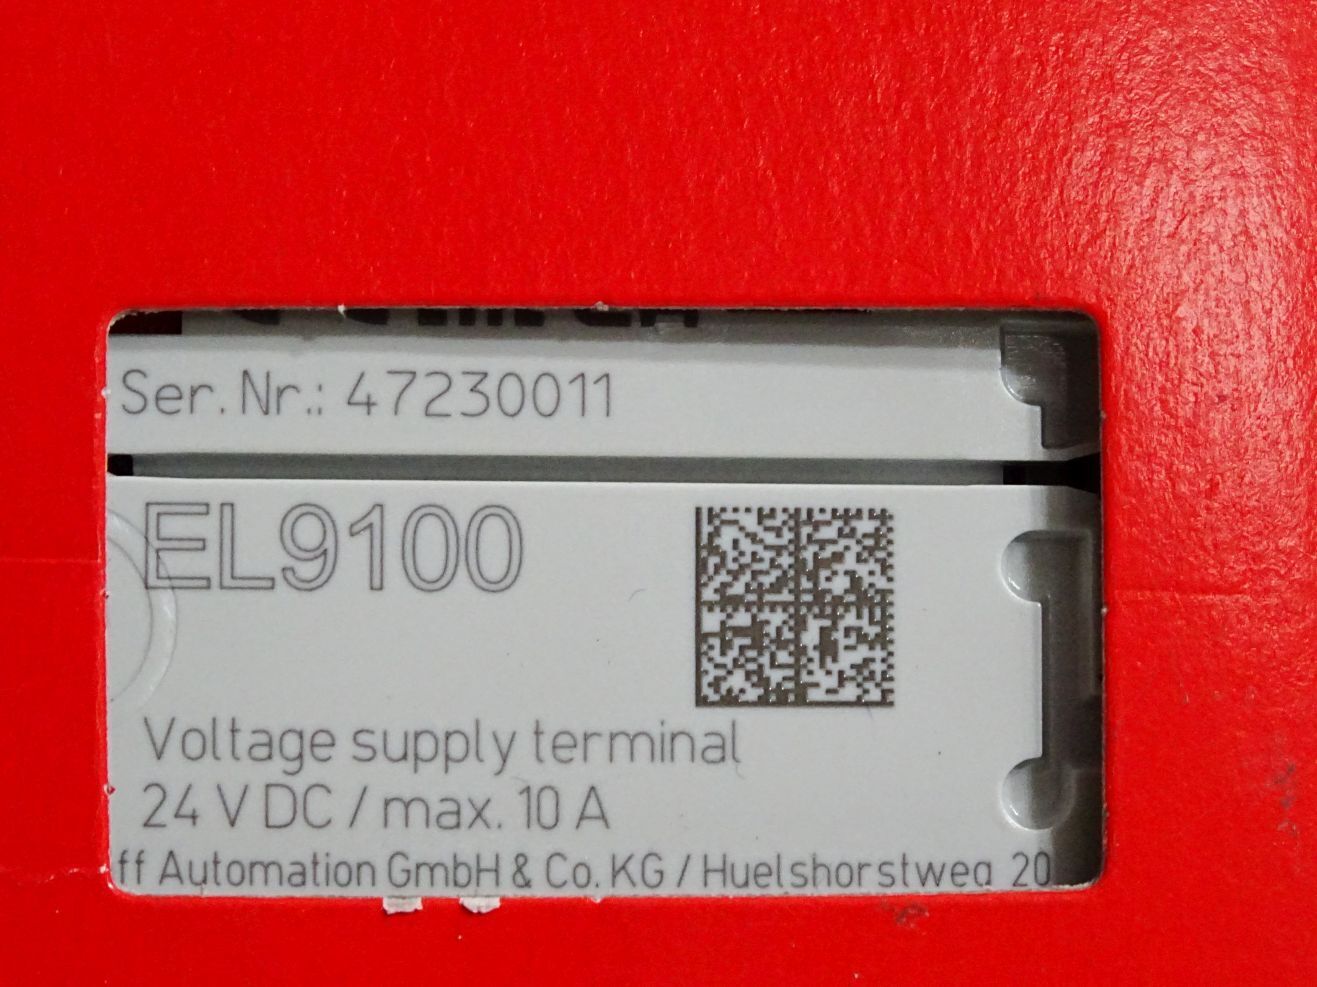 Ser. Nr.: 47230011
EL9100
Voltage supply terminal
24 V DC / max. 10 A
ff Automation GmbH & Co. KG / Huelshorstweg 20